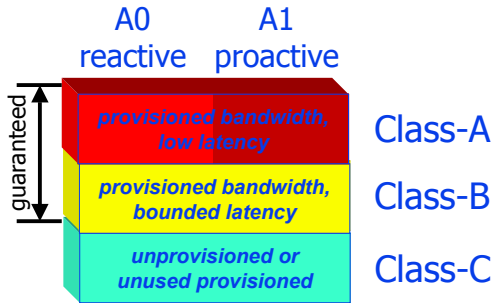 A0 A1
reactive proactive
guaranteed
provisioned bandwidth,
low latency
Class-A
provisioned bandwidth,
bounded latency
Class-B
unprovisioned or
unused provisioned
Class-C